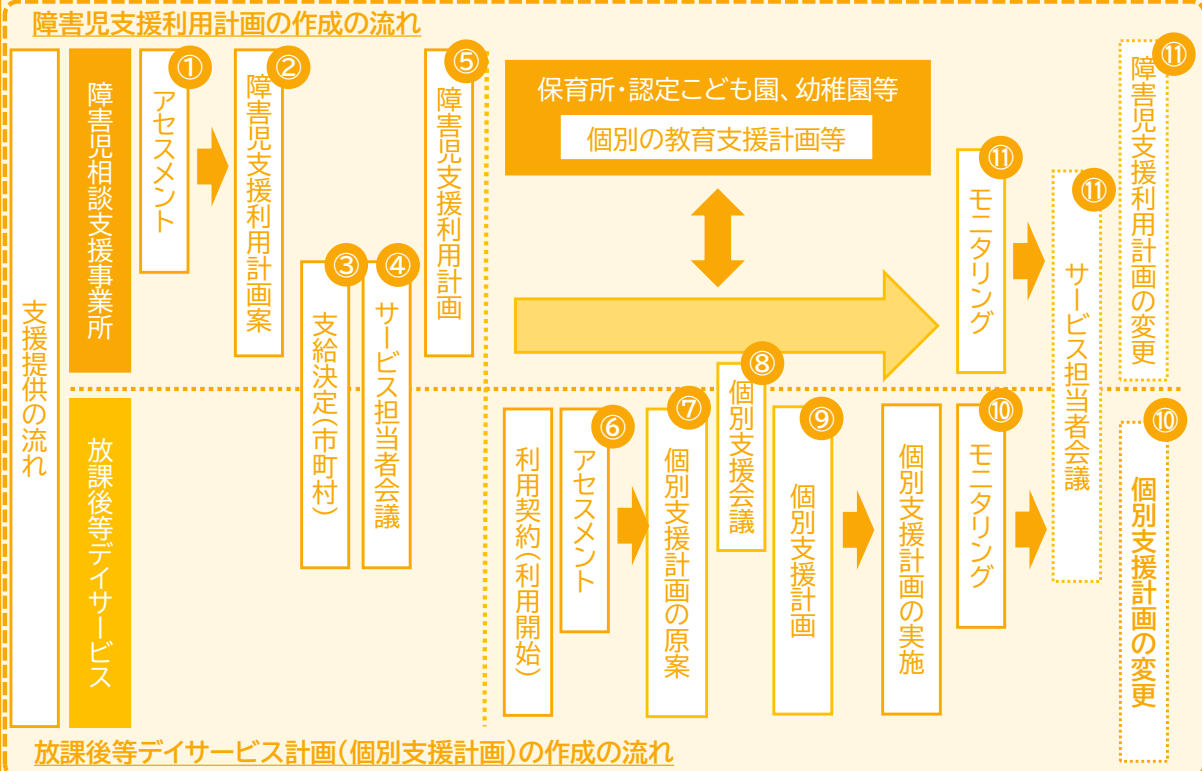 障害児支援利用計画の作成の流れ
支援提供の流れ
障害児相談支援事業所
①
アセスメント
②
障害児支援利用計画案
③
支給決定(市町村)
④
サービス担当者会議
⑤
障害児支援利用計画
保育所・認定こども園、幼稚園等
個別の教育支援計画等
⑪
モニタリング
⑪
サービス担当者会議
⑪
障害児支援利用計画の変更
放課後等デイサービス
利用契約(利用開始)
⑥
アセスメント
⑦
個別支援計画の原案
⑧
個別支援会議
⑨
個別支援計画
個別支援計画の実施
⑩
モニタリング
⑩
個別支援計画の変更
放課後等デイサービス計画(個別支援計画)の作成の流れ